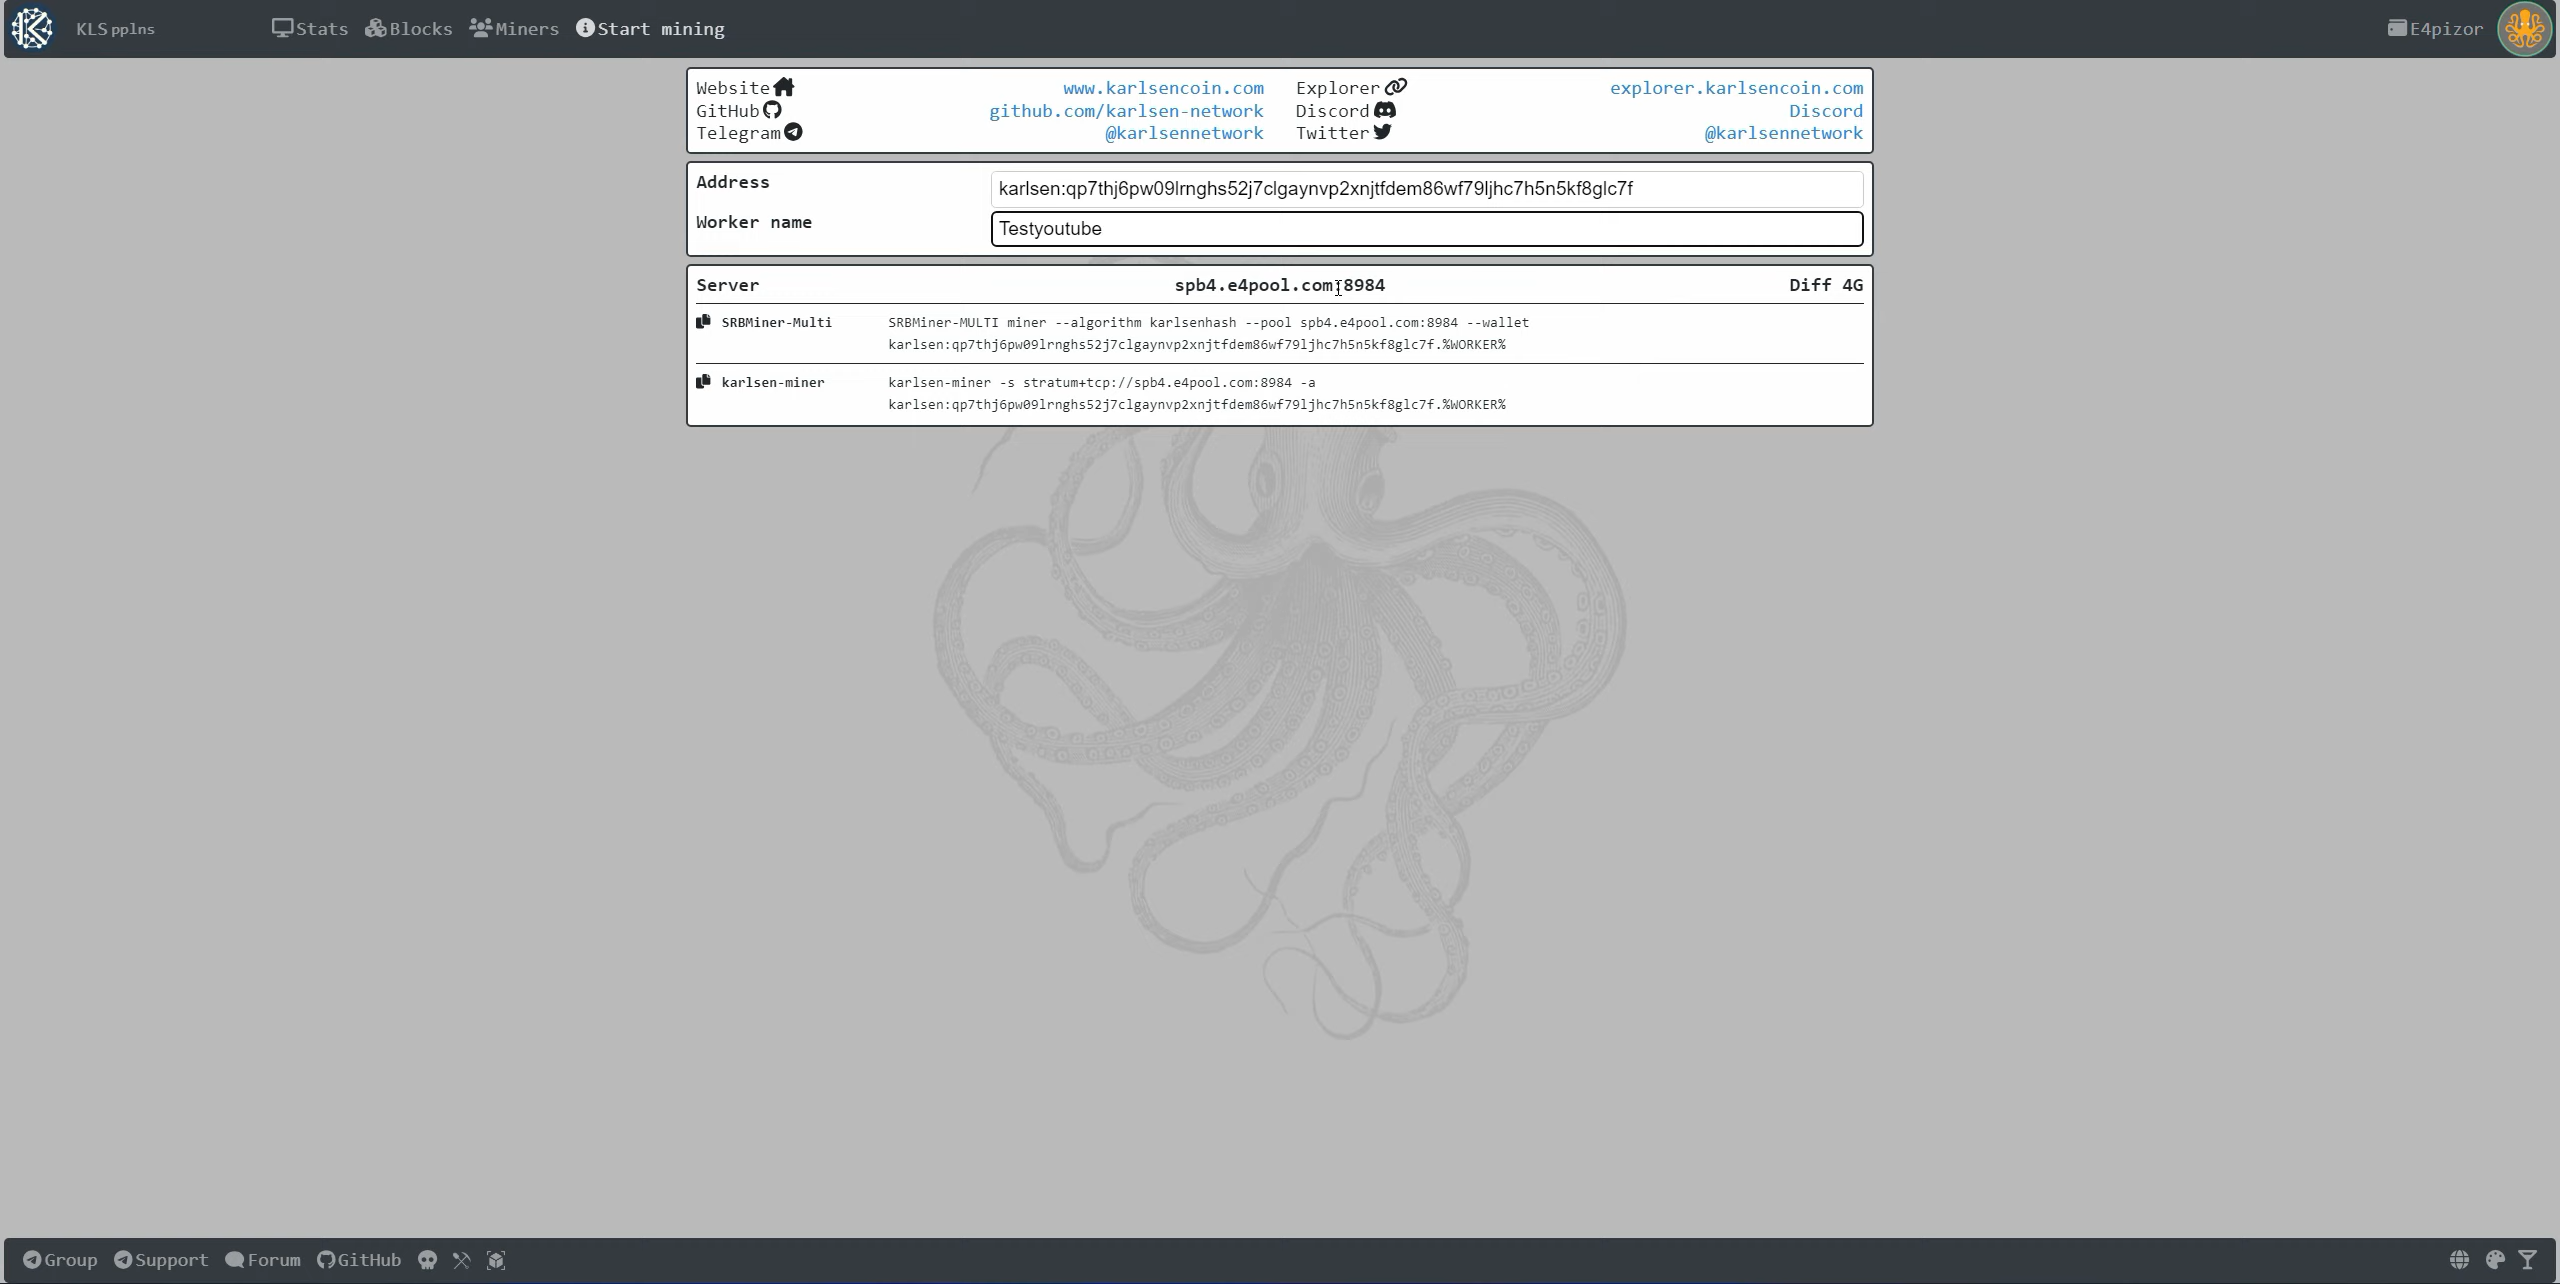 KLS pplns Stats Blocks Miners Start mining E4pizor
Website www.karlsencoin.com Explorer explorer.karlsencoin.com
GitHub github.com/karlsen-network Discord Discord
Telegram @karlsennetwork Twitter @karlsennetwork
Address karlsen:qp7thj6pw09lrnghs52j7clgaynvp2xnjtfdem86wf79ljhc7h5n5kf8glc7f
Worker name Testyoutube
Server spb4.e4pool.com:8984 Diff 4G
SRBMiner-Multi SRBMiner-MULTI miner --algorithm karlsenhash --pool spb4.e4pool.com:8984 --wallet
karlsen:qp7thj6pw09lrnghs52j7clgaynvp2xnjtfdem86wf79ljhc7h5n5kf8glc7f.%WORKER%
karlsen-miner karlsen-miner -s stratum+tcp://spb4.e4pool.com:8984 -a
karlsen:qp7thj6pw09lrnghs52j7clgaynvp2xnjtfdem86wf79ljhc7h5n5kf8glc7f.%WORKER%
Group Support Forum GitHub